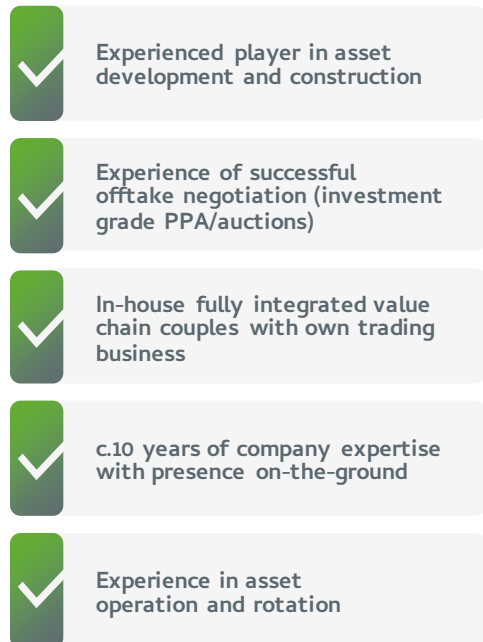 Experienced player in asset
development and construction
Experience of successful
offtake negotiation (investment
grade PPA/auctions)
In-house fully integrated value
chain couples with own trading
business
c.10 years of company expertise
with presence on-the-ground
Experience in asset
operation and rotation